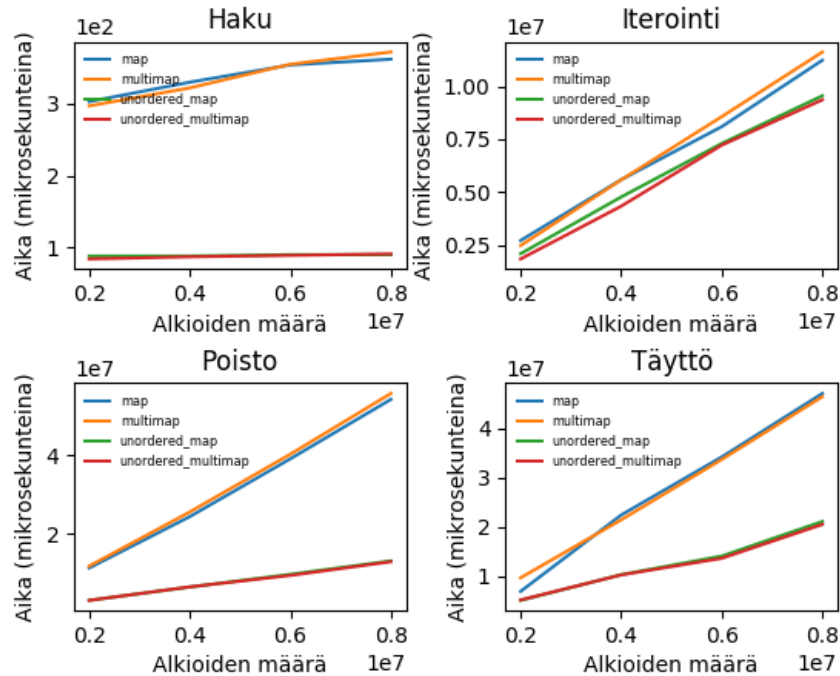 Haku
1e2
map
multimap
unordered_map
unordered_multimap
3
2
1
Aika (mikrosekunteina)
0.2
0.4
0.6
0.8
Alkioiden määrä
1e7
Iterointi
1e7
map
multimap
unordered_map
unordered_multimap
1.00
0.75
0.50
0.25
Aika (mikrosekunteina)
0.2
0.4
0.6
0.8
Alkioiden määrä
1e7
Poisto
1e7
map
multimap
unordered_map
unordered_multimap
4
2
Aika (mikrosekunteina)
0.2
0.4
0.6
0.8
Alkioiden määrä
1e7
Täyttö
1e7
map
multimap
unordered_map
unordered_multimap
4
3
2
1
Aika (mikrosekunteina)
0.2
0.4
0.6
0.8
Alkioiden määrä
1e7